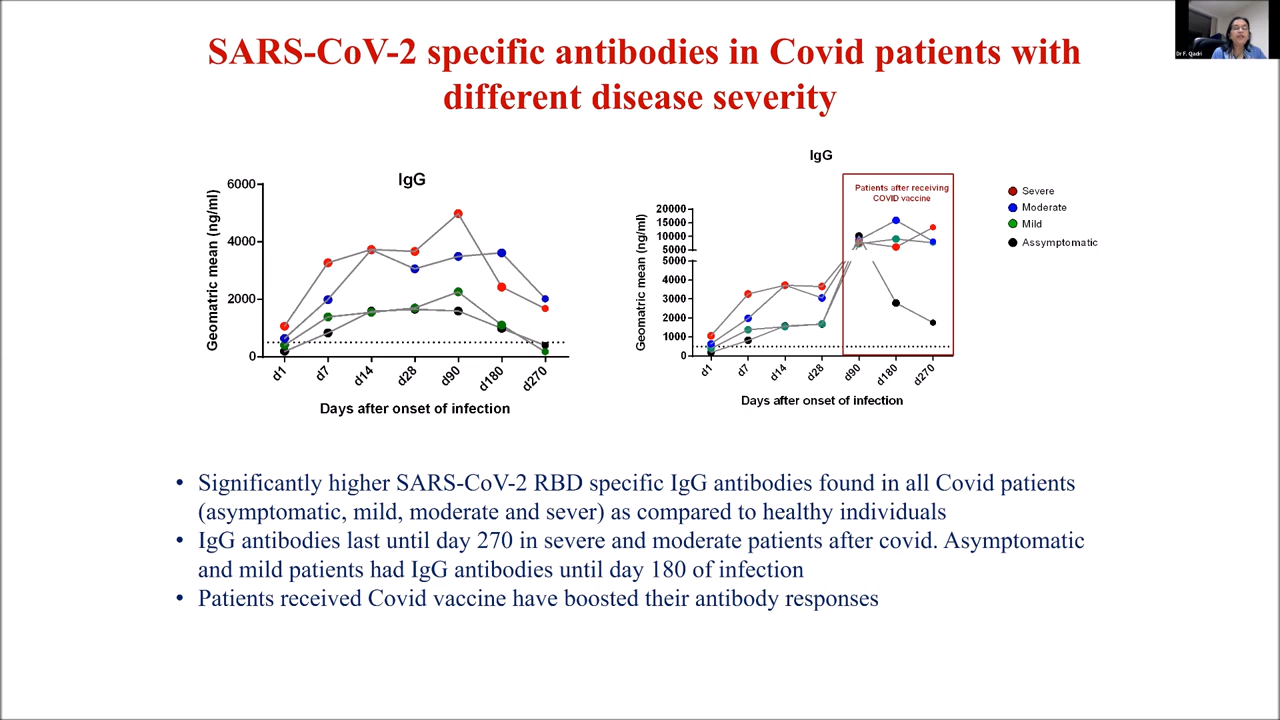 SARS-CoV-2 specific antibodies in Covid patients with
different disease severity
Dr F. Qadri
IgG
Geomatric mean (ng/ml)
6000
4000
2000
0
d1
d7
d14
d28
d90
d180
d270
Days after onset of infection
IgG
Patients after receiving
COVID vaccine
Geomatric mean (ng/ml)
20000
15000
10000
5000
5000
4000
3000
2000
1000
0
d1
d7
d14
d28
d90
d180
d270
Days after onset of infection
Severe
Moderate
Mild
Assymptomatic
• Significantly higher SARS-CoV-2 RBD specific IgG antibodies found in all Covid patients
(asymptomatic, mild, moderate and sever) as compared to healthy individuals
• IgG antibodies last until day 270 in severe and moderate patients after covid. Asymptomatic
and mild patients had IgG antibodies until day 180 of infection
• Patients received Covid vaccine have boosted their antibody responses